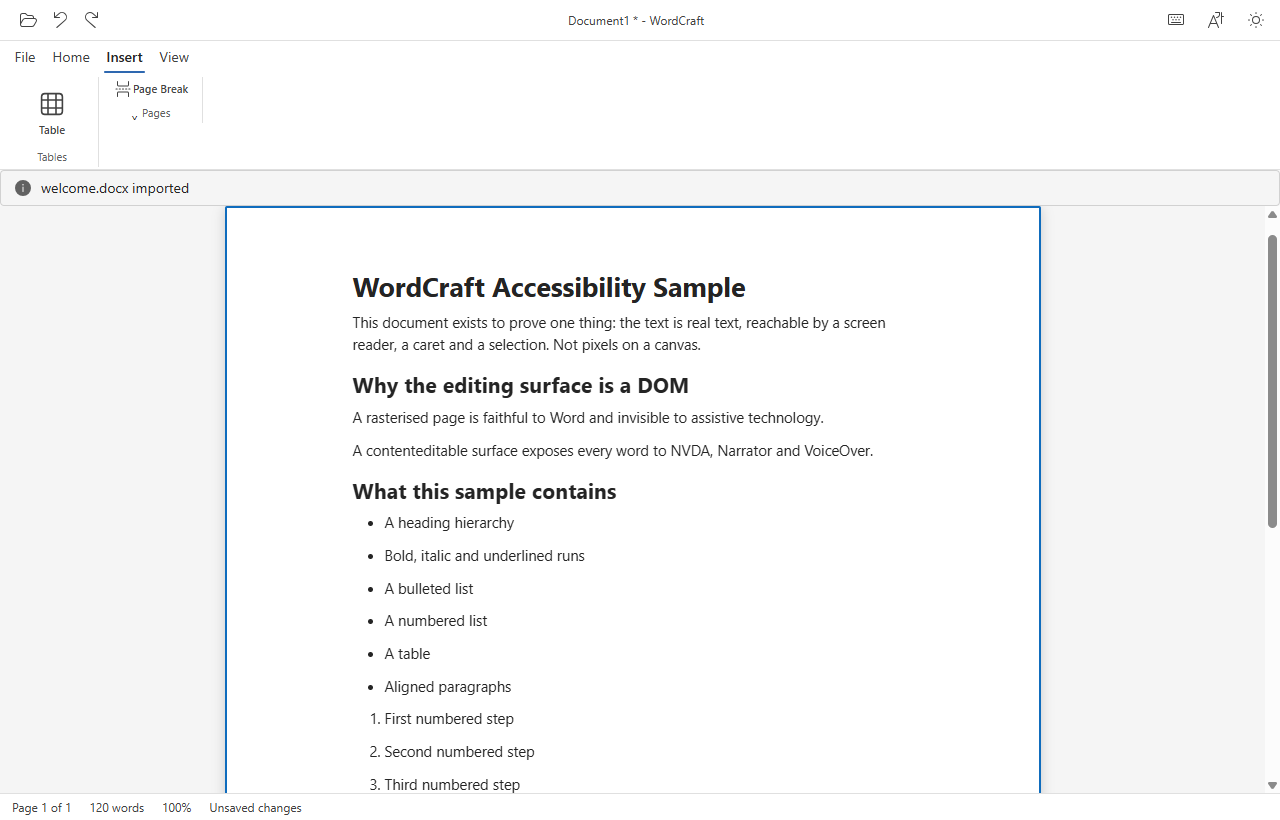 Document1 * - WordCraft
File Home Insert View
Page Break
Pages
Table
Tables
welcome.docx imported
WordCraft Accessibility Sample
This document exists to prove one thing: the text is real text, reachable by a screen
reader, a caret and a selection. Not pixels on a canvas.
Why the editing surface is a DOM
A rasterised page is faithful to Word and invisible to assistive technology.
A contenteditable surface exposes every word to NVDA, Narrator and VoiceOver.
What this sample contains
• A heading hierarchy
• Bold, italic and underlined runs
• A bulleted list
• A numbered list
• A table
• Aligned paragraphs
1. First numbered step
2. Second numbered step
3. Third numbered step
Page 1 of 1 120 words 100% Unsaved changes